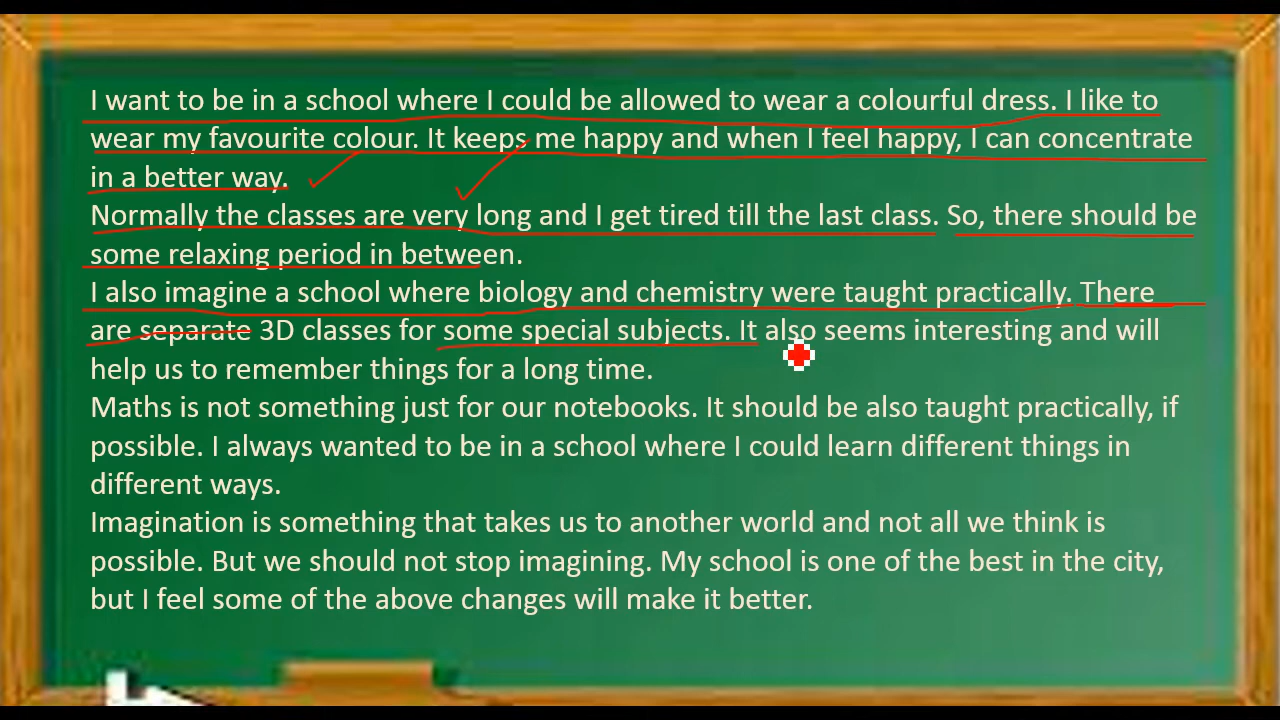 I want to be in a school where I could be allowed to wear a colourful dress. I like to
wear my favourite colour. It keeps me happy and when I feel happy, I can concentrate
in a better way.
Normally the classes are very long and I get tired till the last class. So, there should be
some relaxing period in between.
I also imagine a school where biology and chemistry were taught practically. There
are separate 3D classes for some special subjects. It also seems interesting and will
help us to remember things for a long time.
Maths is not something just for our notebooks. It should be also taught practically, if
possible. I always wanted to be in a school where I could learn different things in
different ways.
Imagination is something that takes us to another world and not all we think is
possible. But we should not stop imagining. My school is one of the best in the city,
but I feel some of the above changes will make it better.